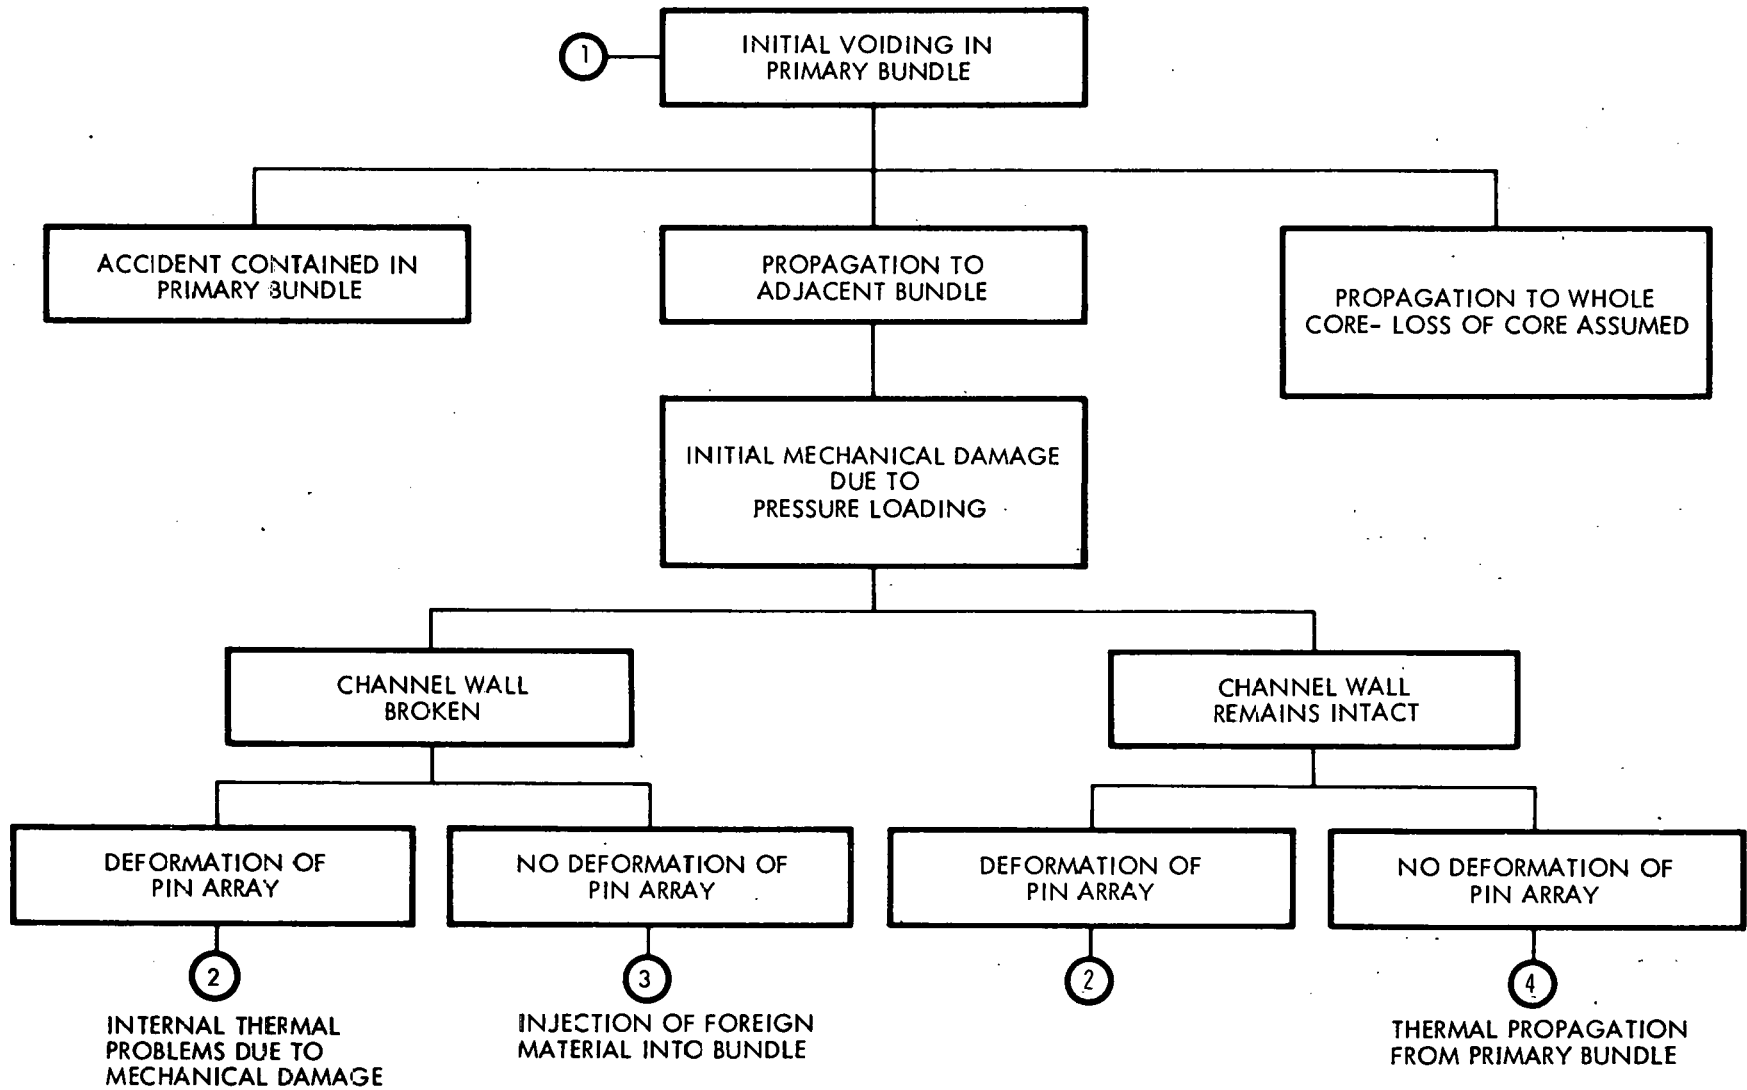 1
INITIAL VOIDING IN
PRIMARY BUNDLE
ACCIDENT CONTAINED IN
PRIMARY BUNDLE
PROPAGATION TO
ADJACENT BUNDLE
PROPAGATION TO WHOLE
CORE- LOSS OF CORE ASSUMED
INITIAL MECHANICAL DAMAGE
DUE TO
PRESSURE LOADING
CHANNEL WALL
BROKEN
CHANNEL WALL
REMAINS INTACT
DEFORMATION OF
PIN ARRAY
NO DEFORMATION OF
PIN ARRAY
DEFORMATION OF
PIN ARRAY
NO DEFORMATION OF
PIN ARRAY
2
INTERNAL THERMAL
PROBLEMS DUE TO
MECHANICAL DAMAGE
3
INJECTION OF FOREIGN
MATERIAL INTO BUNDLE
2
4
THERMAL PROPAGATION
FROM PRIMARY BUNDLE